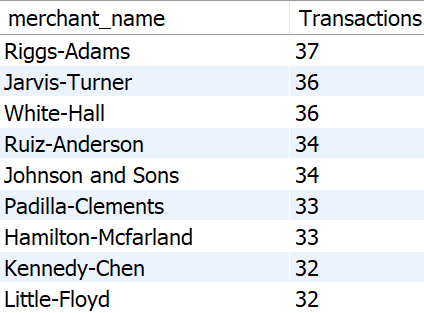 merchant_name Transactions
Riggs-Adams 37
Jarvis-Turner 36
White-Hall 36
Ruiz-Anderson 34
Johnson and Sons 34
Padilla-Clements 33
Hamilton-Mcfarland 33
Kennedy-Chen 32
Little-Floyd 32